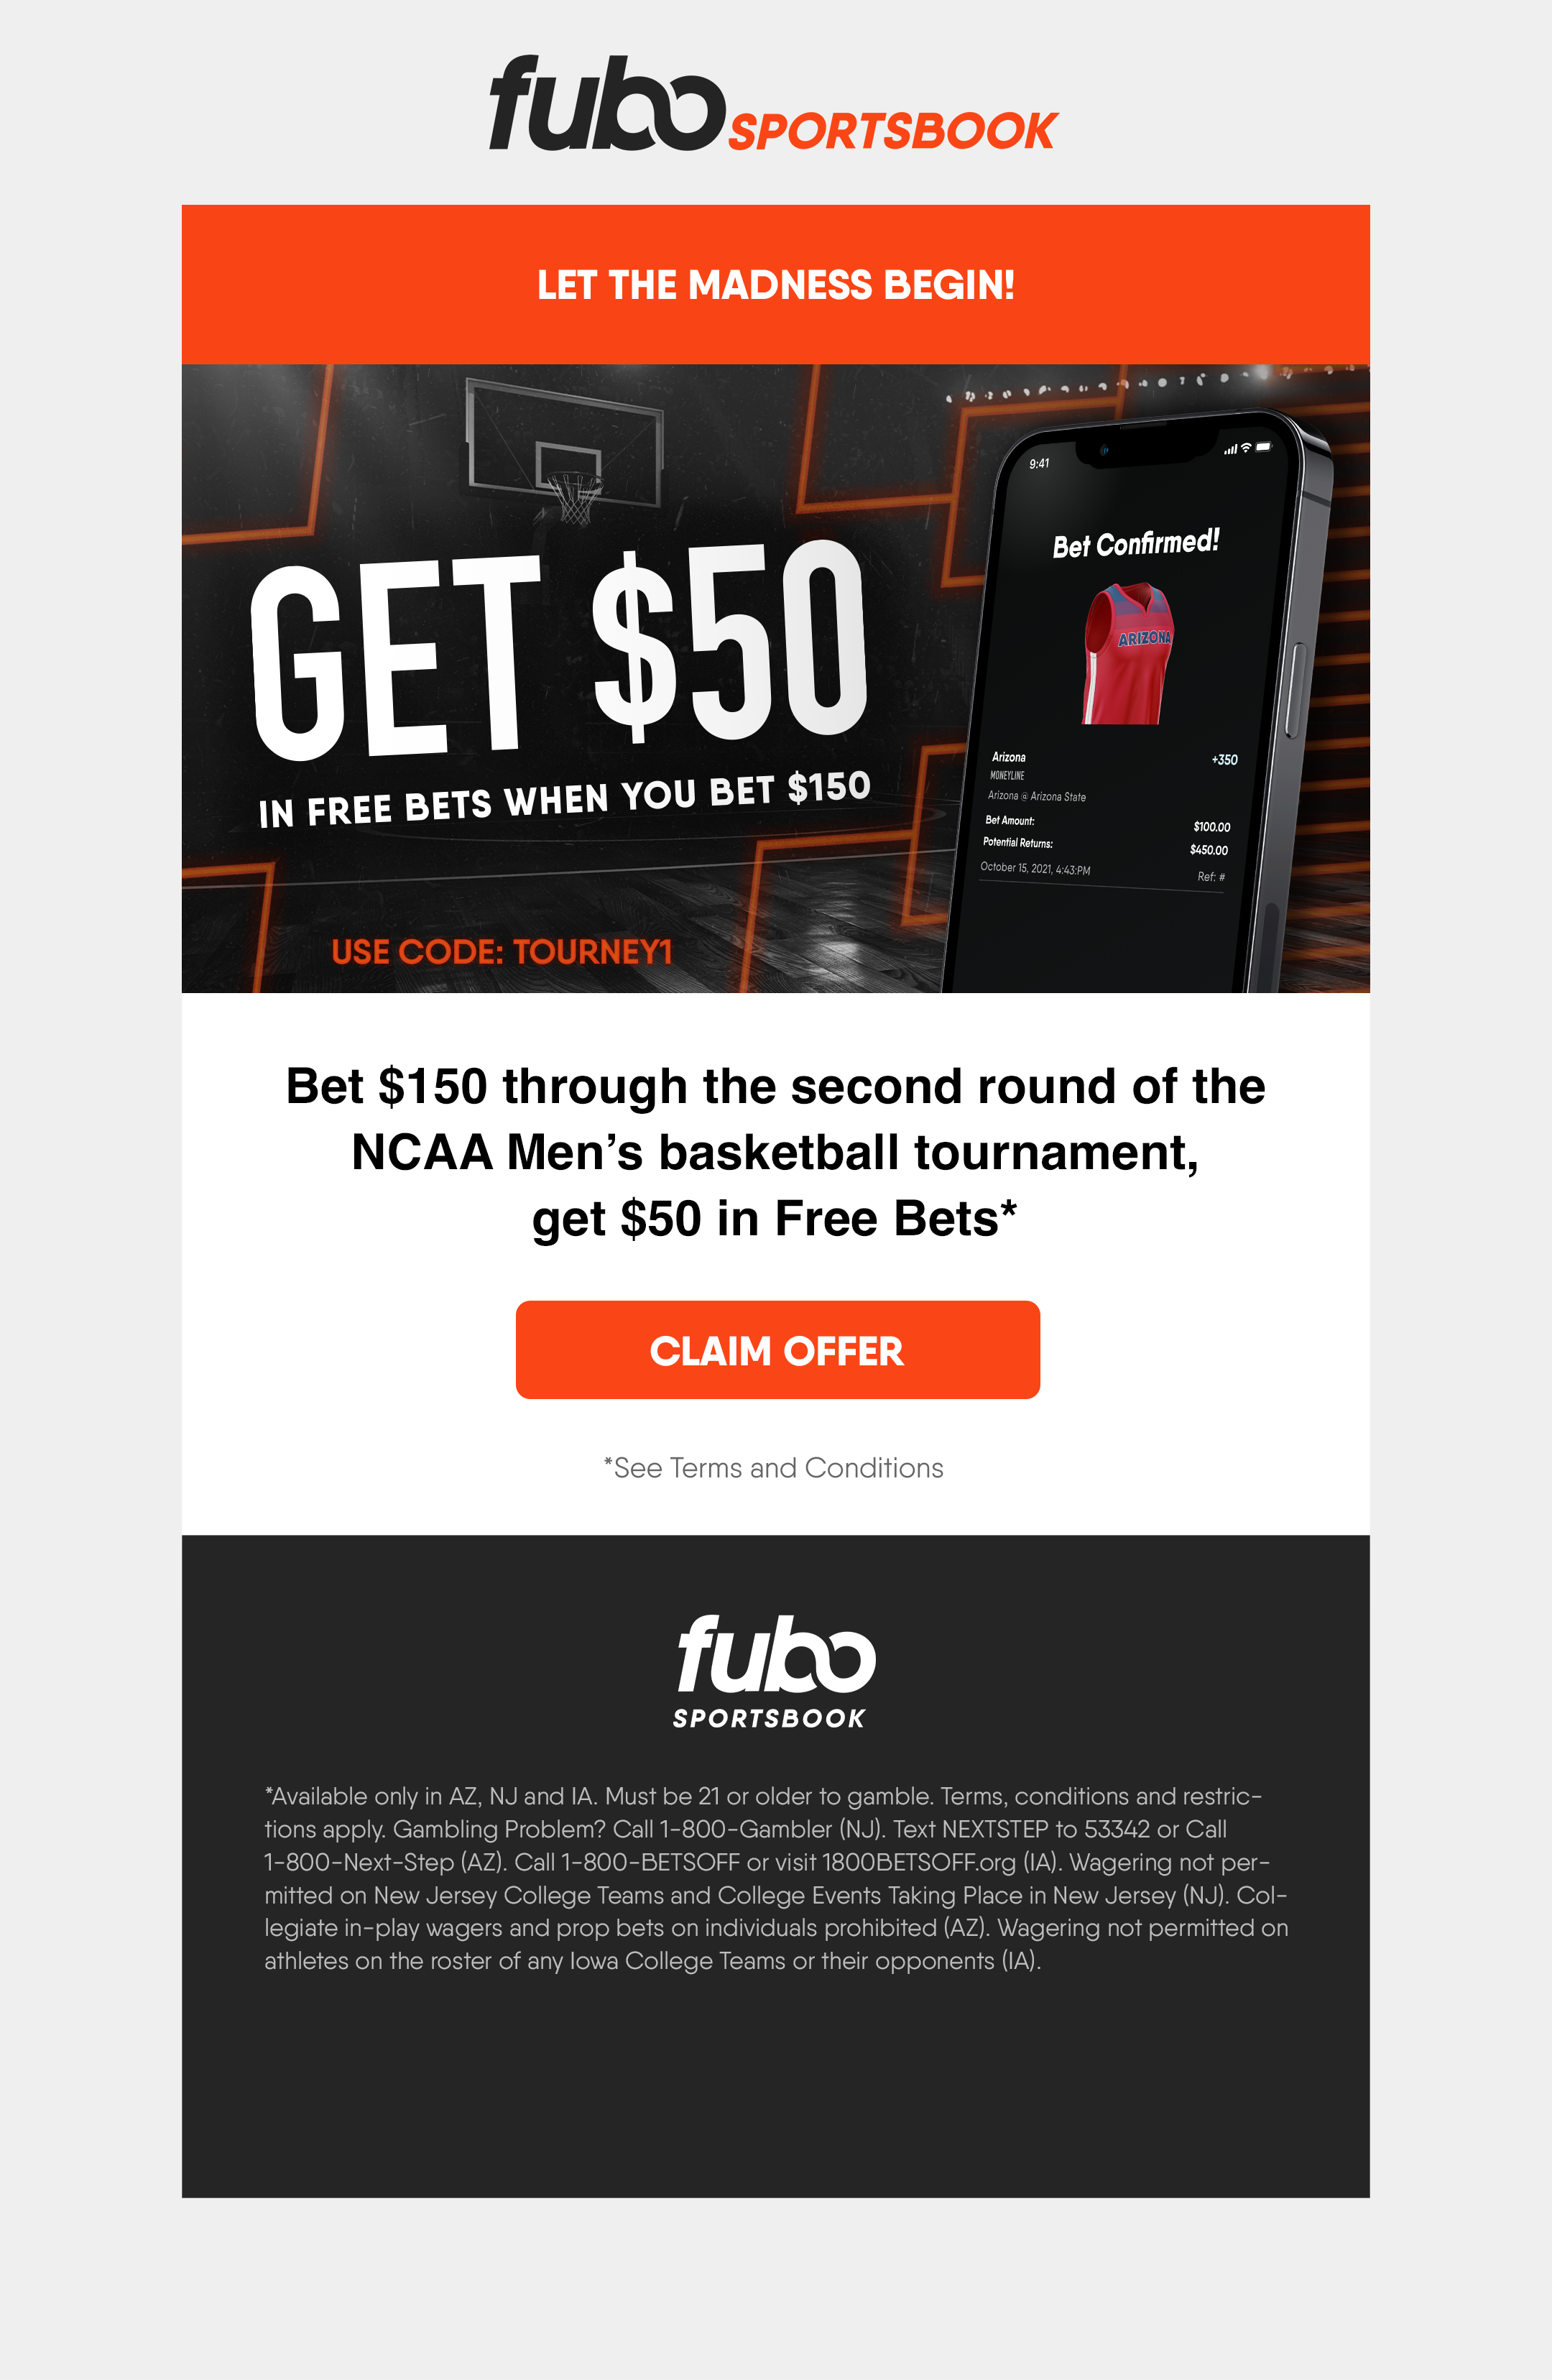 fubo SPORTSBOOK
LET THE MADNESS BEGIN!
GET $50
IN FREE BETS WHEN YOU BET $150
USE CODE: TOURNEY1
9:41
Bet Confirmed!
ARIZONA
Arizona +350
MONEYLINE
Arizona @ Arizona State
Bet Amount: $100.00
Potential Returns: $450.00
October 15, 2021, 4:43:PM Ref: #
Bet $150 through the second round of the
NCAA Men’s basketball tournament,
get $50 in Free Bets*
CLAIM OFFER
*See Terms and Conditions
fubo
SPORTSBOOK
*Available only in AZ, NJ and IA. Must be 21 or older to gamble. Terms, conditions and restric-
tions apply. Gambling Problem? Call 1-800-Gambler (NJ). Text NEXTSTEP to 53342 or Call
1-800-Next-Step (AZ). Call 1-800-BETSOFF or visit 1800BETSOFF.org (IA). Wagering not per-
mitted on New Jersey College Teams and College Events Taking Place in New Jersey (NJ). Col-
legiate in-play wagers and prop bets on individuals prohibited (AZ). Wagering not permitted on
athletes on the roster of any Iowa College Teams or their opponents (IA).